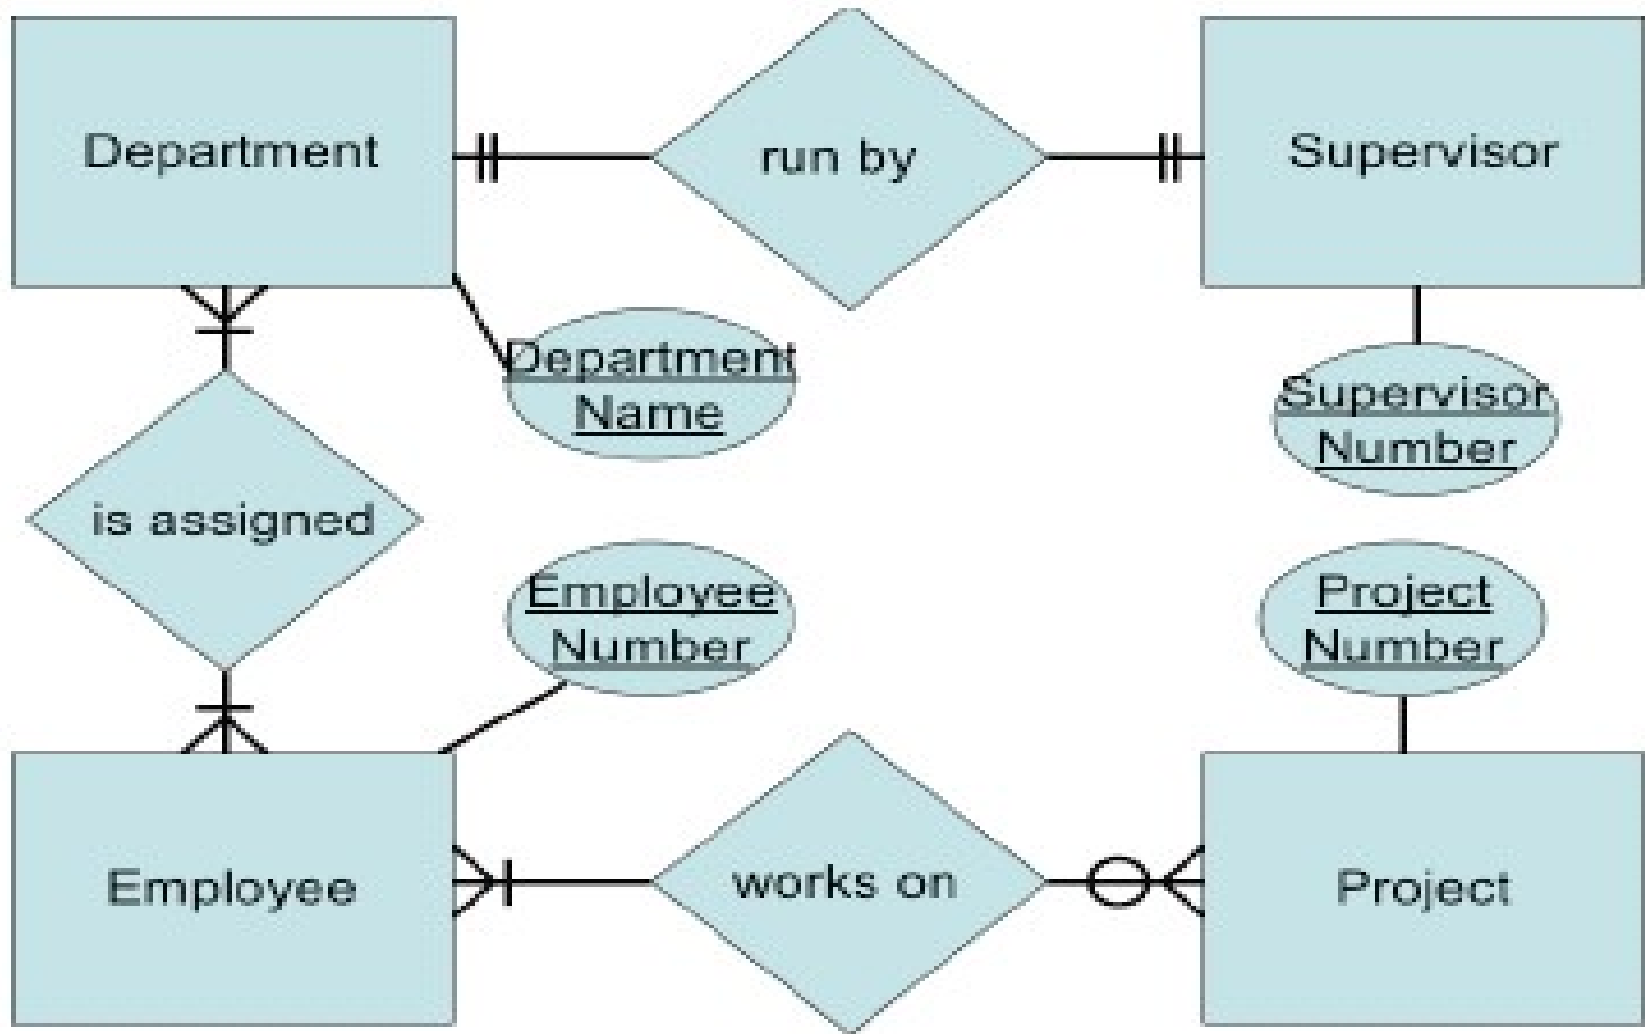 Department
run by
Supervisor
Department
Name
Supervisor
Number
is assigned
Employee
Number
Project
Number
Employee
works on
Project